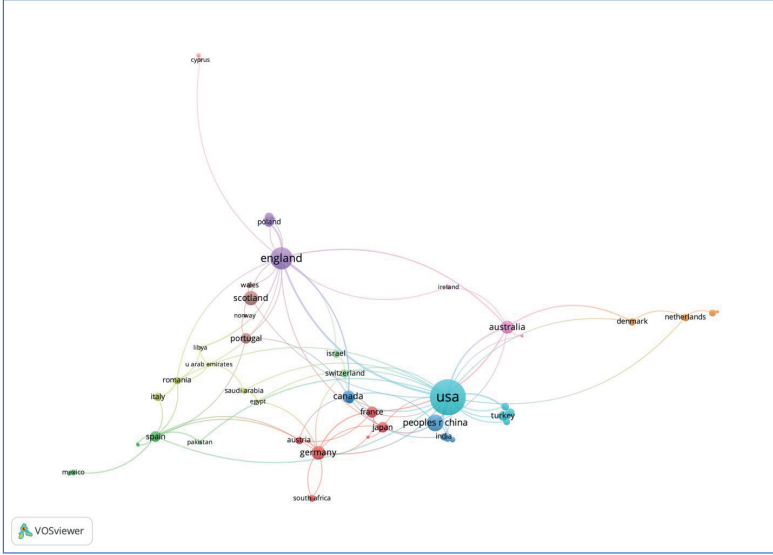 cyprus
poland
england
wales
ireland
scotland
norway
netherlands
denmark
australia
portugal
libya
israel
u arab emirates
switzerland
romania
saudi arabia
canada
italy
usa
egypt
france
turkey
peoples r china
japan
india
spain
austria
pakistan
germany
mexico
south africa
VOSviewer